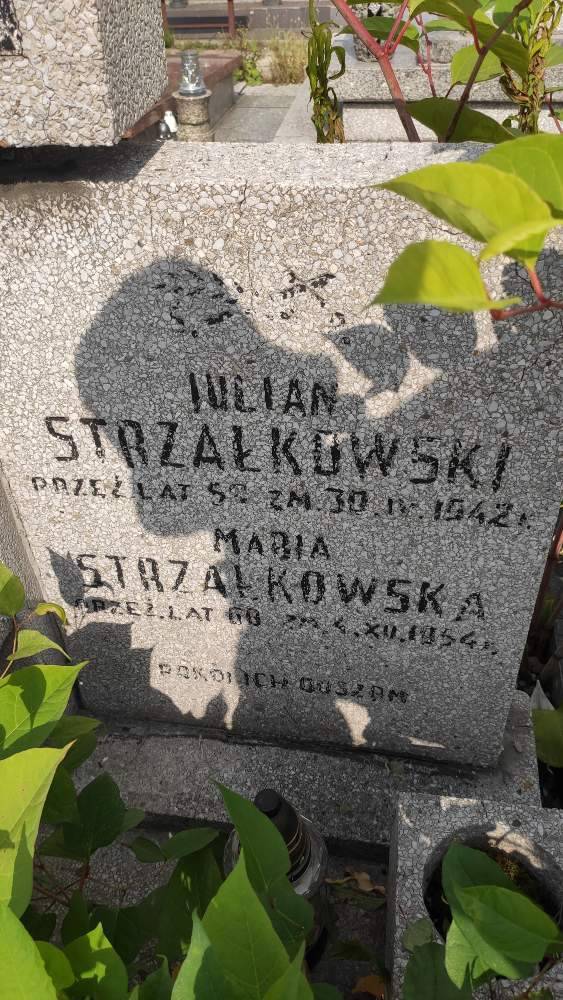 JULIAN
STRZAŁKOWSKI
PRZEŻ. LAT 59 ZM. 30.IV.1942 r.
MARIA
STRZAŁKOWSKA
PRZEŻ. LAT 68 ZM. 4.XII.1954 r.
POKÓJ ICH DUSZOM